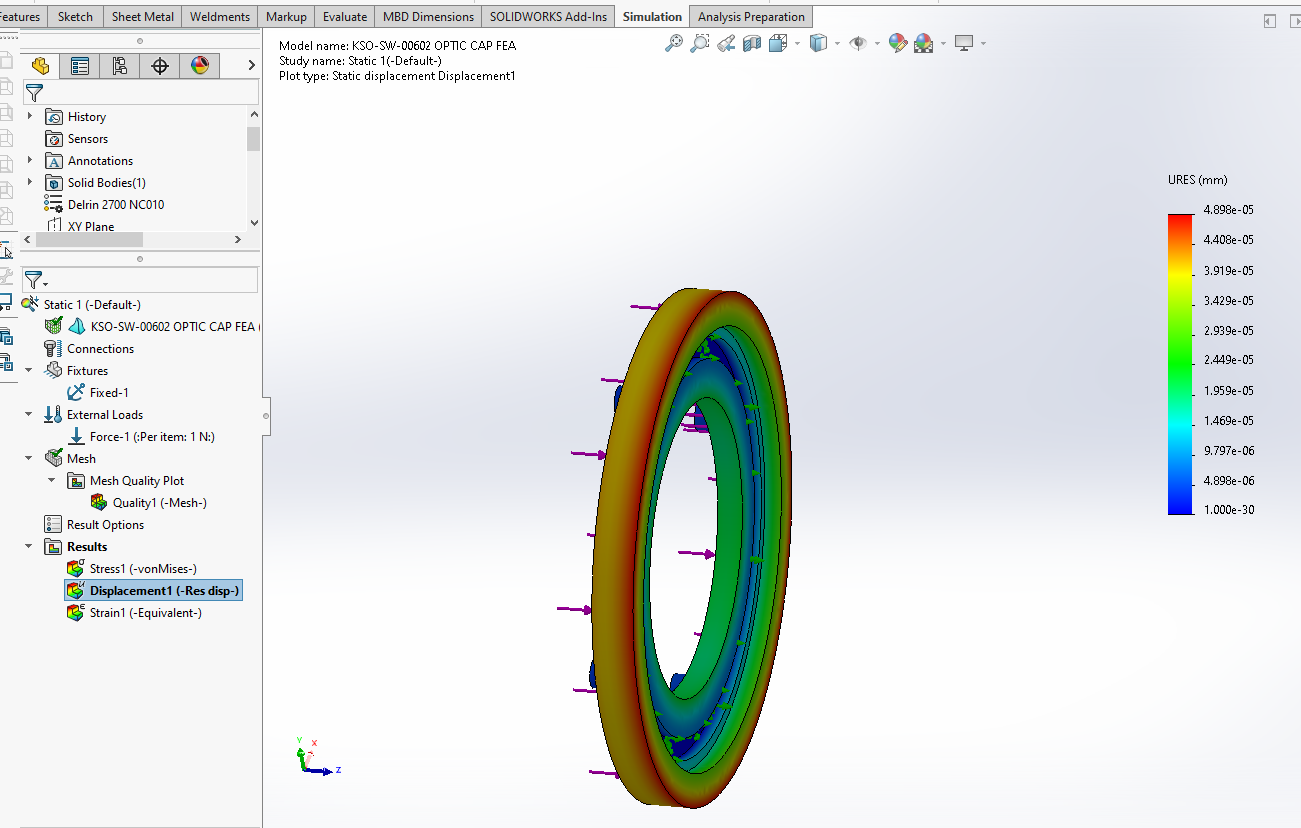 Features Sketch Sheet Metal Weldments Markup Evaluate MBD Dimensions SOLIDWORKS Add-Ins Simulation Analysis Preparation
Model name: KSO-SW-00602 OPTIC CAP FEA
Study name: Static 1(-Default-)
Plot type: Static displacement Displacement1
History
Sensors
Annotations
Solid Bodies(1)
Delrin 2700 NC010
XY Plane
Static 1 (-Default-)
KSO-SW-00602 OPTIC CAP FEA (
Connections
Fixtures
Fixed-1
External Loads
Force-1 (:Per item: 1 N:)
Mesh
Mesh Quality Plot
Quality1 (-Mesh-)
Result Options
Results
Stress1 (-vonMises-)
Displacement1 (-Res disp-)
Strain1 (-Equivalent-)
URES (mm)
4.898e-05
4.408e-05
3.919e-05
3.429e-05
2.939e-05
2.449e-05
1.959e-05
1.469e-05
9.797e-06
4.898e-06
1.000e-30
Y
X
Z